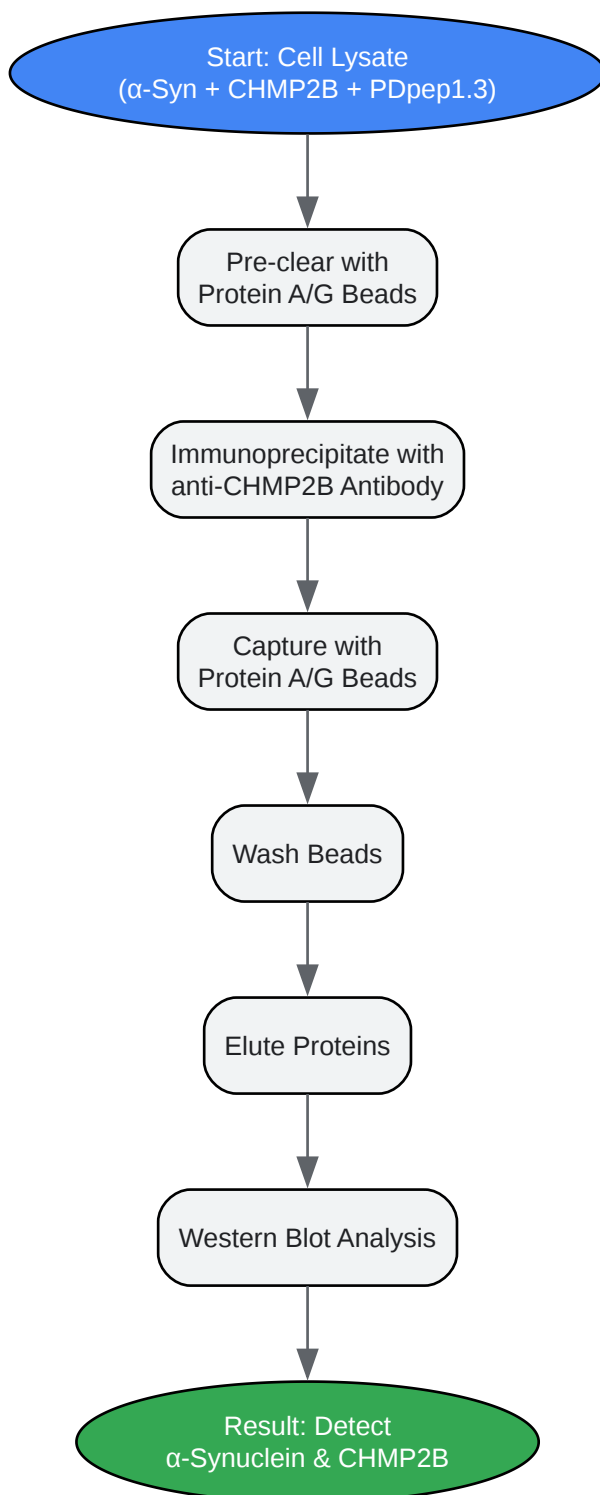 Start: Cell Lysate
(α-Syn + CHMP2B + PDpep1.3)
Pre-clear with
Protein A/G Beads
Immunoprecipitate with
anti-CHMP2B Antibody
Capture with
Protein A/G Beads
Wash Beads
Elute Proteins
Western Blot Analysis
Result: Detect
α-Synuclein & CHMP2B